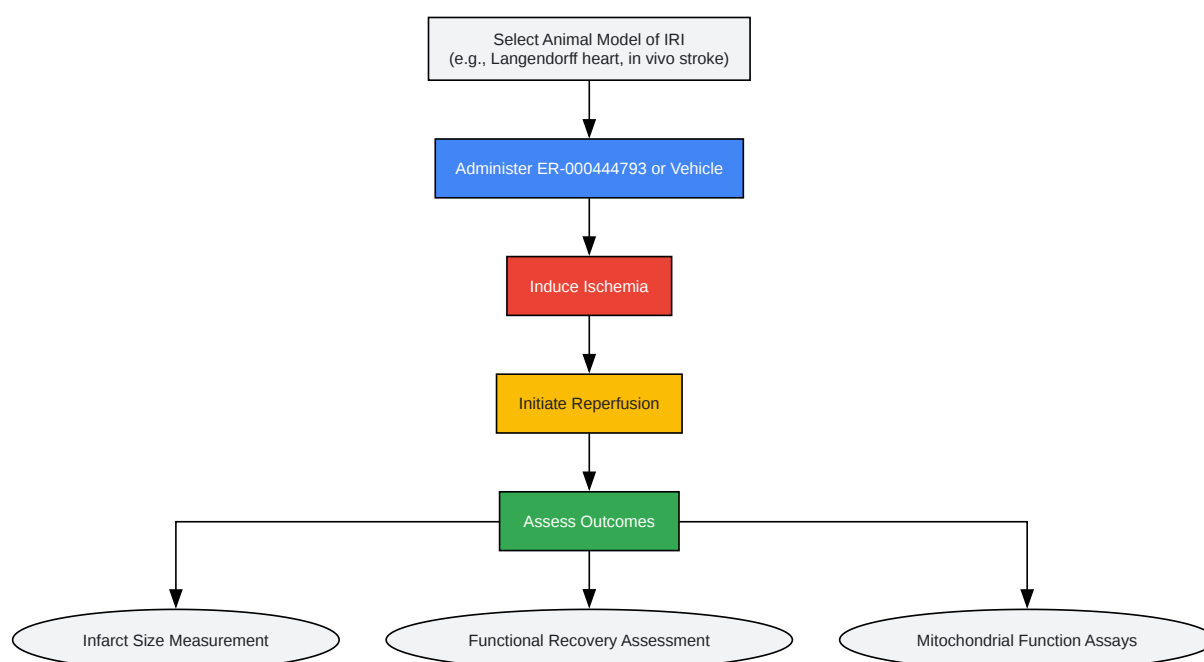 Select Animal Model of IRI
(e.g., Langendorff heart, in vivo stroke)
Administer ER-000444793 or Vehicle
Induce Ischemia
Initiate Reperfusion
Assess Outcomes
Infarct Size Measurement
Functional Recovery Assessment
Mitochondrial Function Assays